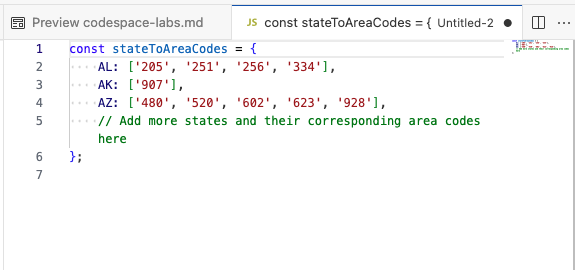 Preview codespace-labs.md
JS const stateToAreaCodes = { Untitled-2
1 const stateToAreaCodes = {
2 AL: ['205', '251', '256', '334'],
3 AK: ['907'],
4 AZ: ['480', '520', '602', '623', '928'],
5 // Add more states and their corresponding area codes
here
6 };
7